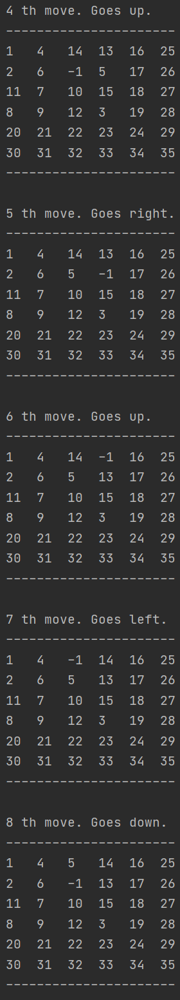 4 th move. Goes up.
----------------------
1 4 14 13 16 25
2 6 -1 5 17 26
11 7 10 15 18 27
8 9 12 3 19 28
20 21 22 23 24 29
30 31 32 33 34 35
----------------------
5 th move. Goes right.
----------------------
1 4 14 13 16 25
2 6 5 -1 17 26
11 7 10 15 18 27
8 9 12 3 19 28
20 21 22 23 24 29
30 31 32 33 34 35
----------------------
6 th move. Goes up.
----------------------
1 4 14 -1 16 25
2 6 5 13 17 26
11 7 10 15 18 27
8 9 12 3 19 28
20 21 22 23 24 29
30 31 32 33 34 35
----------------------
7 th move. Goes left.
----------------------
1 4 -1 14 16 25
2 6 5 13 17 26
11 7 10 15 18 27
8 9 12 3 19 28
20 21 22 23 24 29
30 31 32 33 34 35
----------------------
8 th move. Goes down.
----------------------
1 4 5 14 16 25
2 6 -1 13 17 26
11 7 10 15 18 27
8 9 12 3 19 28
20 21 22 23 24 29
30 31 32 33 34 35
----------------------